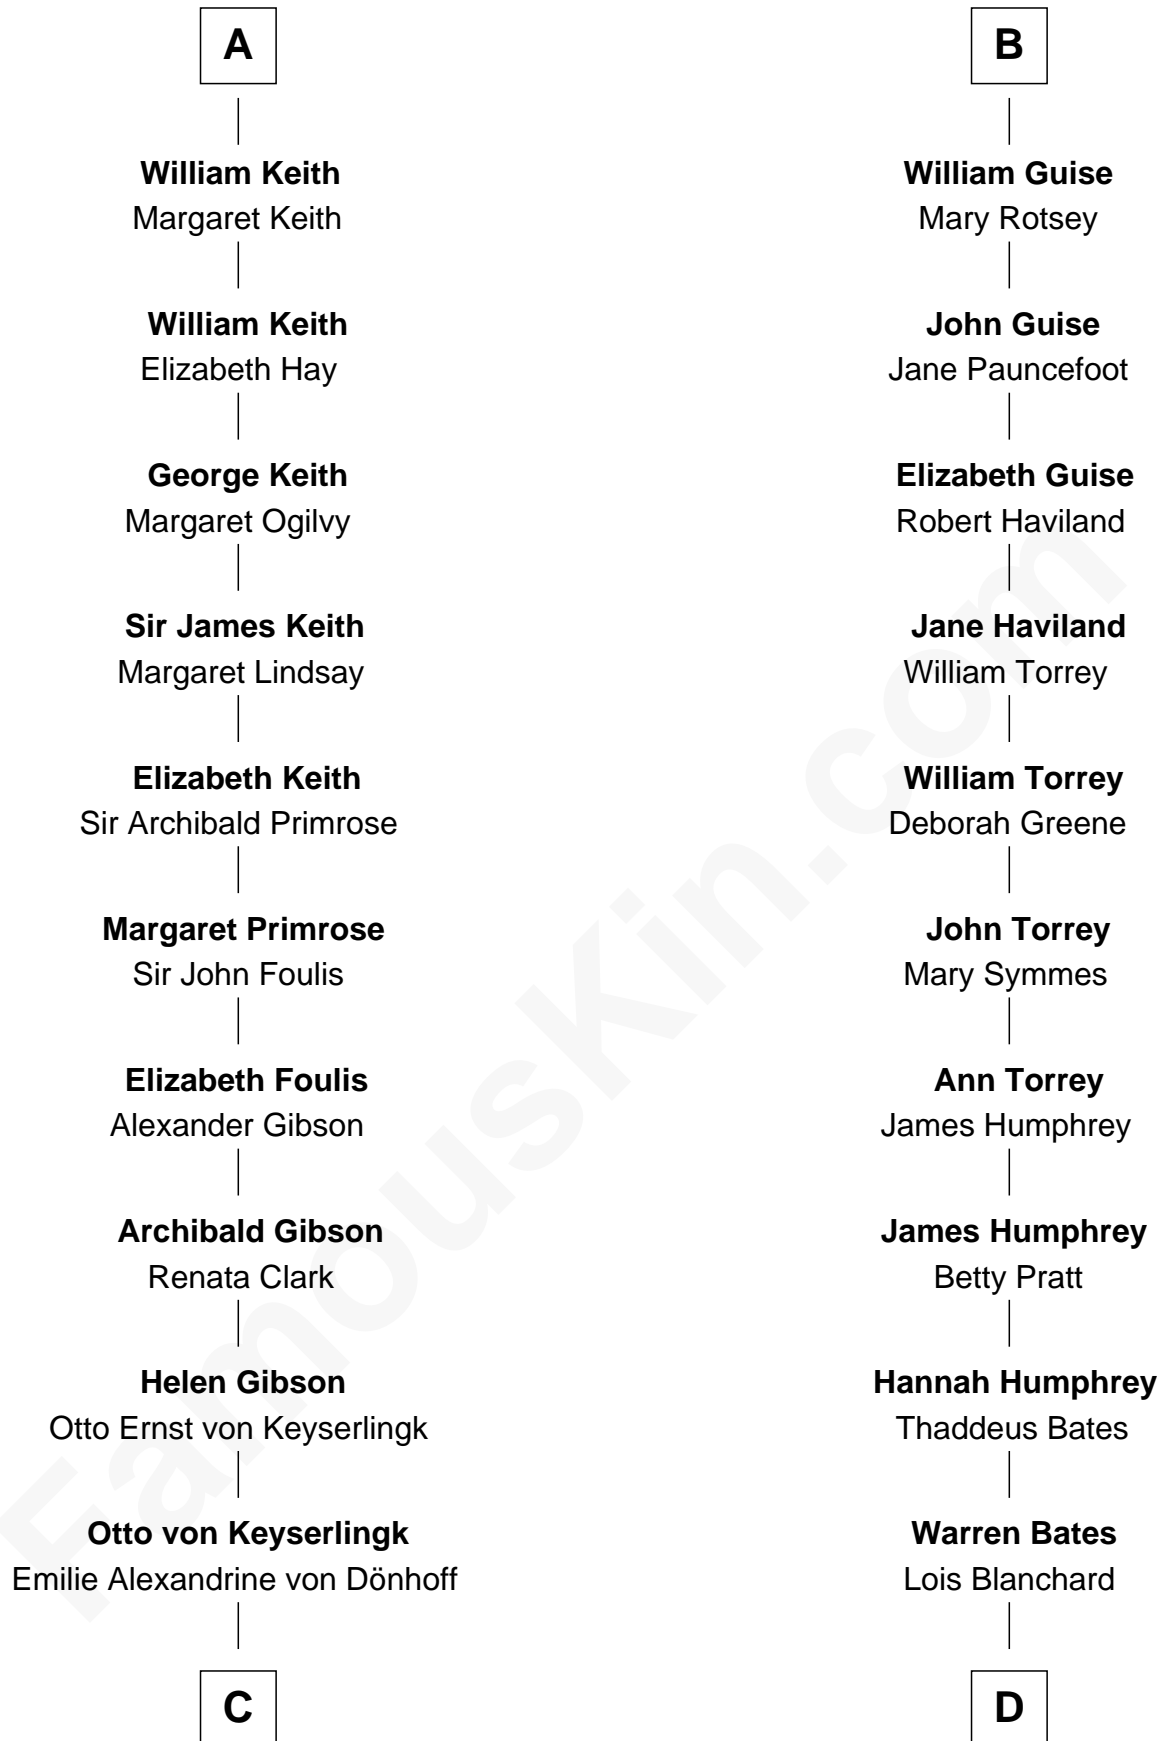 A
William Keith
Margaret Keith
William Keith
Elizabeth Hay
George Keith
Margaret Ogilvy
Sir James Keith
Margaret Lindsay
Elizabeth Keith
Sir Archibald Primrose
Margaret Primrose
Sir John Foulis
Elizabeth Foulis
Alexander Gibson
Archibald Gibson
Renata Clark
Helen Gibson
Otto Ernst von Keyserlingk
Otto von Keyserlingk
Emilie Alexandrine von Dönhoff
C
B
William Guise
Mary Rotsey
John Guise
Jane Pauncefoot
Elizabeth Guise
Robert Haviland
Jane Haviland
William Torrey
William Torrey
Deborah Greene
John Torrey
Mary Symmes
Ann Torrey
James Humphrey
James Humphrey
Betty Pratt
Hannah Humphrey
Thaddeus Bates
Warren Bates
Lois Blanchard
D
FamousKin.com